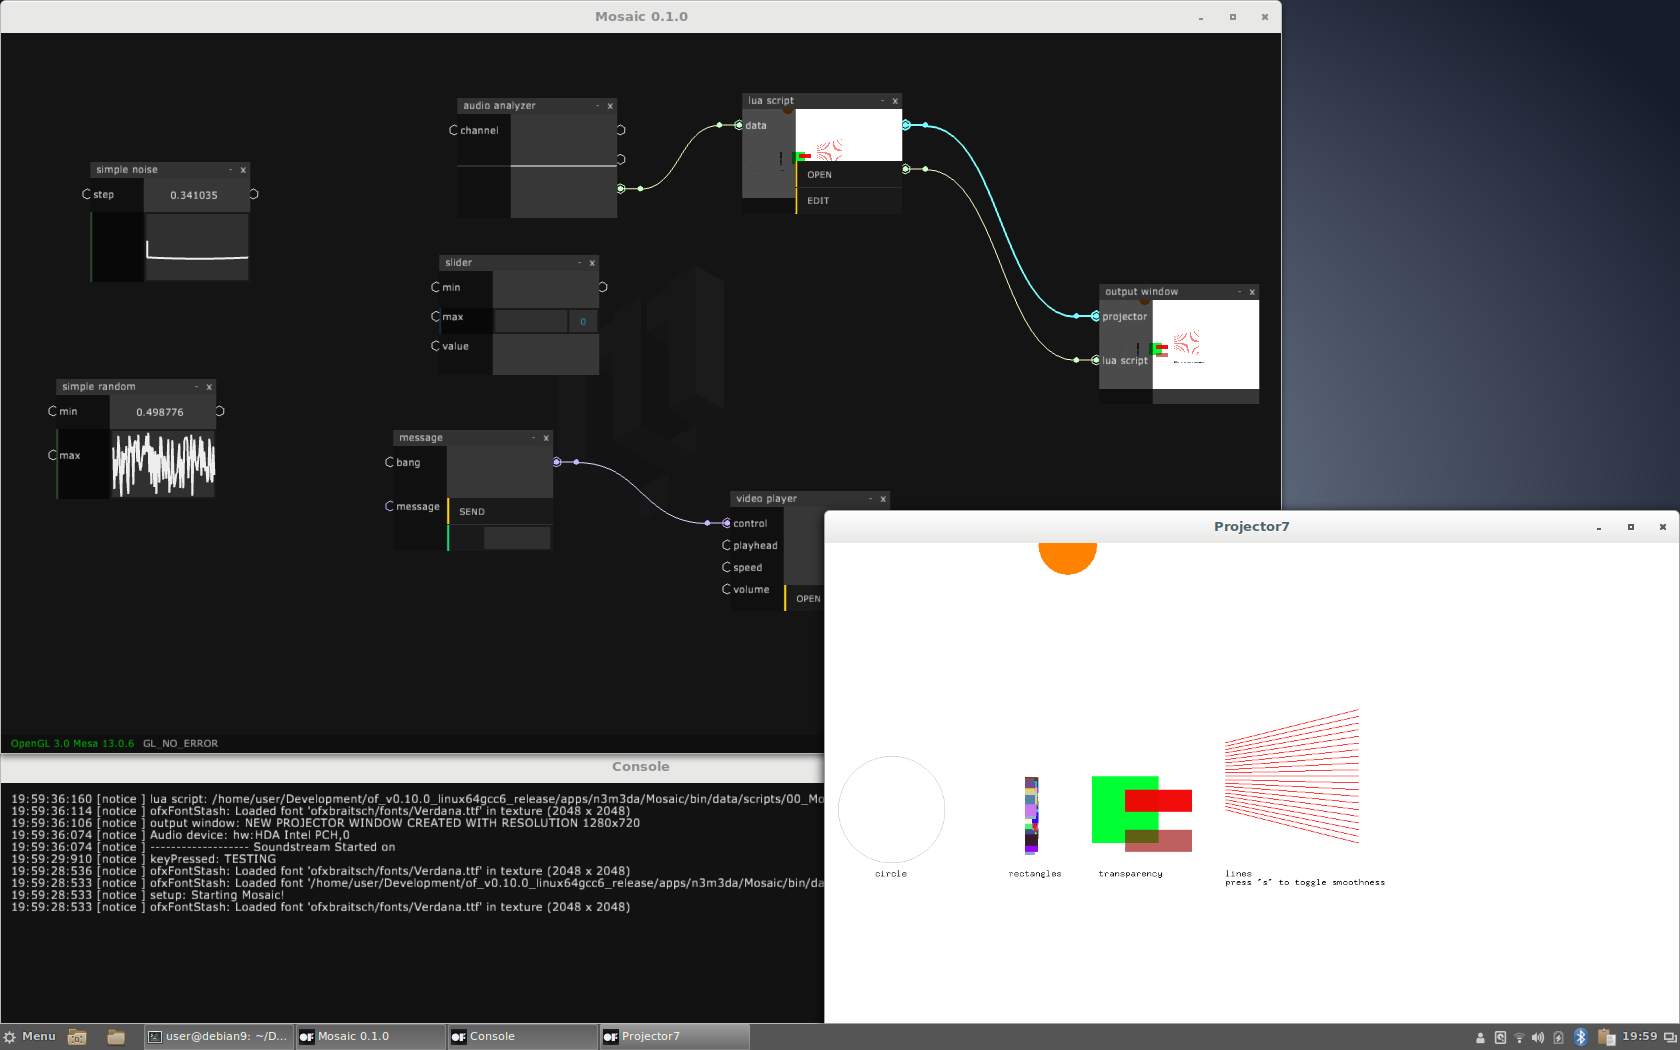 Mosaic 0.1.0
audio analyzer
channel
lua script
data
OPEN
EDIT
simple noise
step
0.341035
slider
min
max
0
value
output window
projector
lua script
simple random
min
0.498776
max
message
bang
message
SEND
video player
control
playhead
speed
volume
OPEN
OpenGL 3.0 Mesa 13.0.6 GL_NO_ERROR
Projector7
circle
rectangles
transparency
lines
press "s" to toggle smoothness
Console
19:59:36:160 [notice ] lua script: /home/user/Development/of_v0.10.0_linux64gcc6_release/apps/n3m3da/Mosaic/bin/data/scripts/00_Mo
19:59:36:114 [notice ] ofxFontStash: Loaded font 'ofxbraitsch/fonts/Verdana.ttf' in texture (2048 x 2048)
19:59:36:106 [notice ] output window: NEW PROJECTOR WINDOW CREATED WITH RESOLUTION 1280x720
19:59:36:074 [notice ] Audio device: hw:HDA Intel PCH,0
19:59:36:074 [notice ] ------------------- Soundstream Started on
19:59:29:910 [notice ] keyPressed: TESTING
19:59:28:536 [notice ] ofxFontStash: Loaded font 'ofxbraitsch/fonts/Verdana.ttf' in texture (2048 x 2048)
19:59:28:533 [notice ] ofxFontStash: Loaded font '/home/user/Development/of_v0.10.0_linux64gcc6_release/apps/n3m3da/Mosaic/bin/da
19:59:28:533 [notice ] setup: Starting Mosaic!
19:59:28:533 [notice ] ofxFontStash: Loaded font 'ofxbraitsch/fonts/Verdana.ttf' in texture (2048 x 2048)
Menu
user@debian9: ~/D...
Mosaic 0.1.0
Console
Projector7
19:59